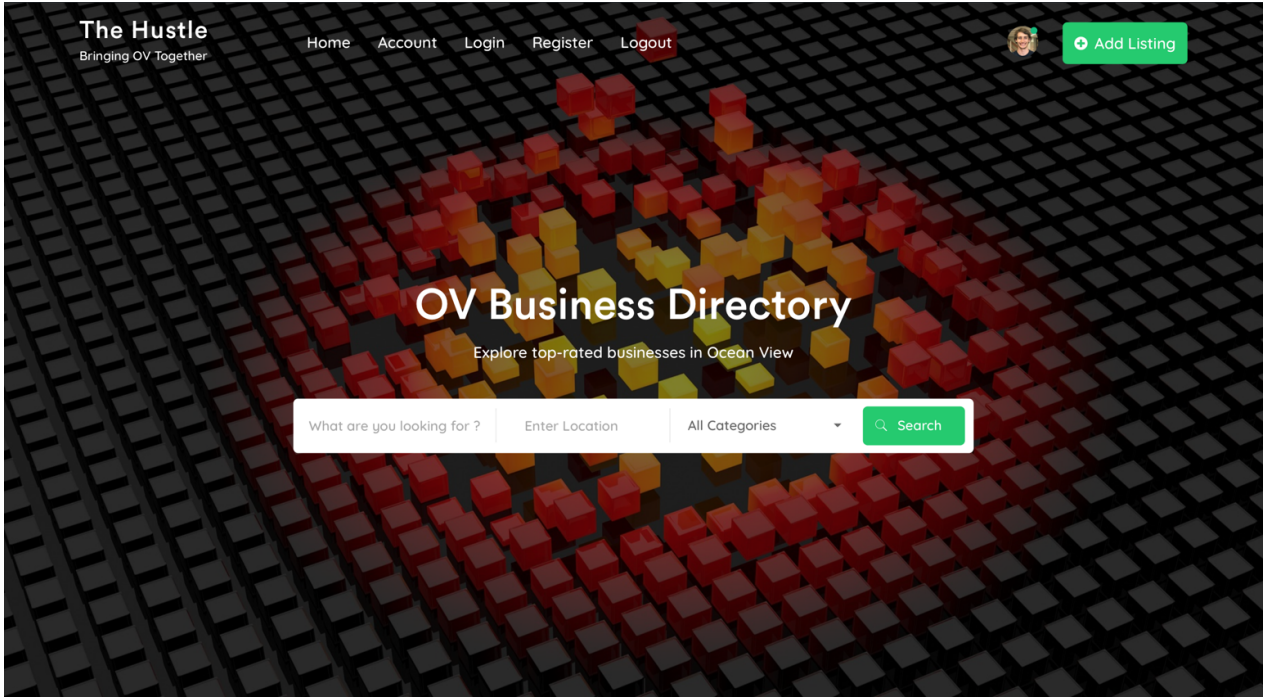 The Hustle
Bringing OV Together
Home Account Login Register Logout
Add Listing
OV Business Directory
Explore top-rated businesses in Ocean View
What are you looking for ? Enter Location All Categories Search